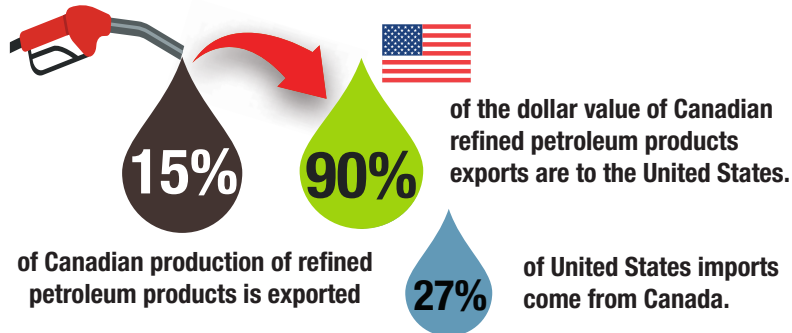 15%
of Canadian production of refined
petroleum products is exported
90%
of the dollar value of Canadian
refined petroleum products
exports are to the United States.
27%
of United States imports
come from Canada.